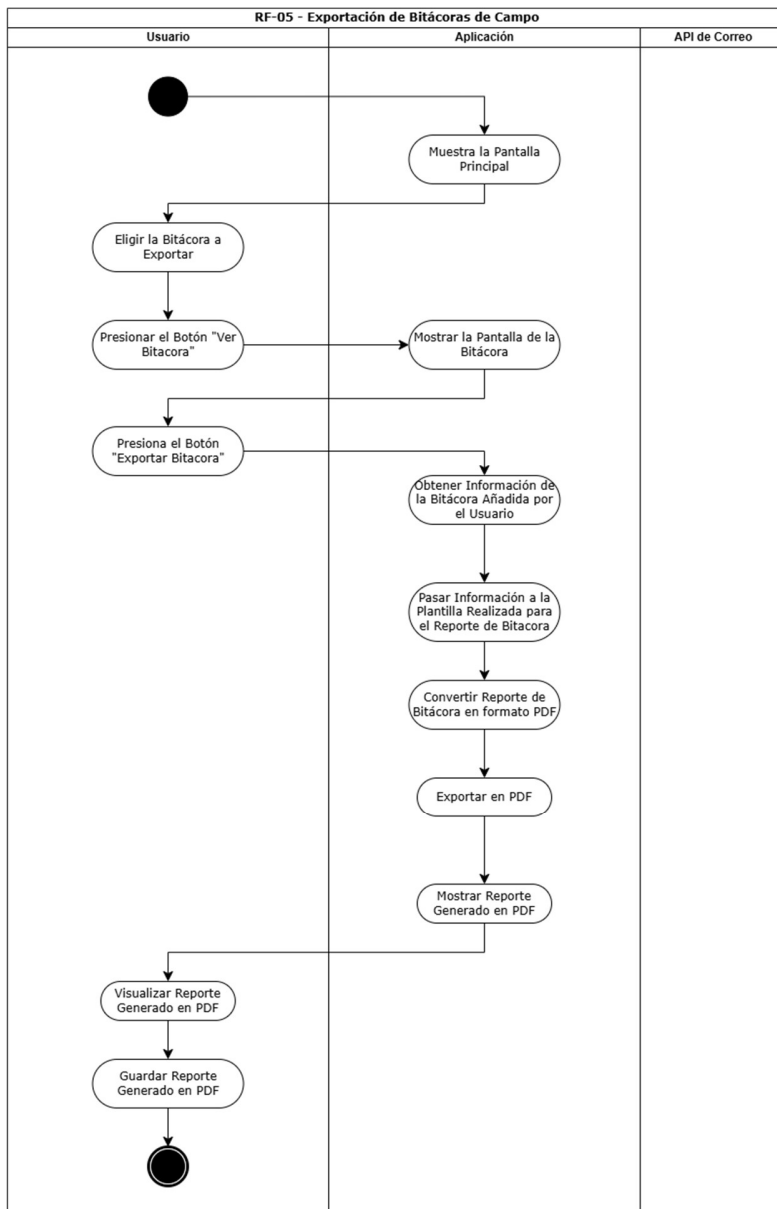 RF-05 - Exportación de Bitácoras de Campo
Usuario
Aplicación
API de Correo
Muestra la Pantalla
Principal
Eligir la Bitácora a
Exportar
Presionar el Botón "Ver
Bitacora"
Mostrar la Pantalla de la
Bitácora
Presiona el Botón
"Exportar Bitacora"
Obtener Información de
la Bitácora Añadida por
el Usuario
Pasar Información a la
Plantilla Realizada para
el Reporte de Bitacora
Convertir Reporte de
Bitácora en formato PDF
Exportar en PDF
Mostrar Reporte
Generado en PDF
Visualizar Reporte
Generado en PDF
Guardar Reporte
Generado en PDF